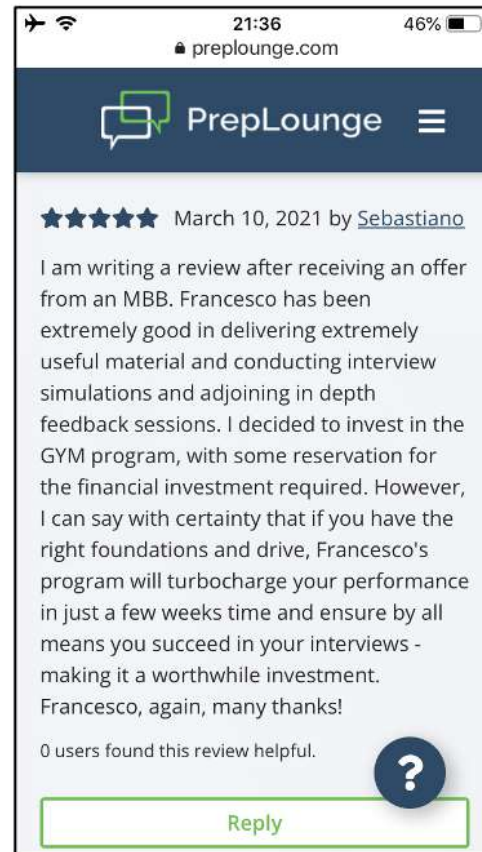 21:36
46%
preplounge.com
PrepLounge
March 10, 2021 by Sebastiano
I am writing a review after receiving an offer
from an MBB. Francesco has been
extremely good in delivering extremely
useful material and conducting interview
simulations and adjoining in depth
feedback sessions. I decided to invest in the
GYM program, with some reservation for
the financial investment required. However,
I can say with certainty that if you have the
right foundations and drive, Francesco's
program will turbocharge your performance
in just a few weeks time and ensure by all
means you succeed in your interviews -
making it a worthwhile investment.
Francesco, again, many thanks!
0 users found this review helpful.
?
Reply